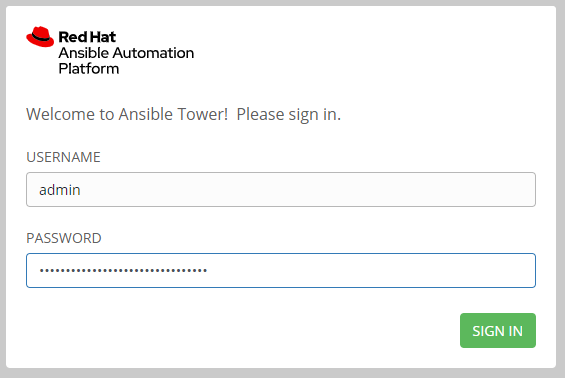 Red Hat
Ansible Automation
Platform
Welcome to Ansible Tower!  Please sign in.
USERNAME
admin
PASSWORD
••••••••••••••••••••••••••••••••
SIGN IN